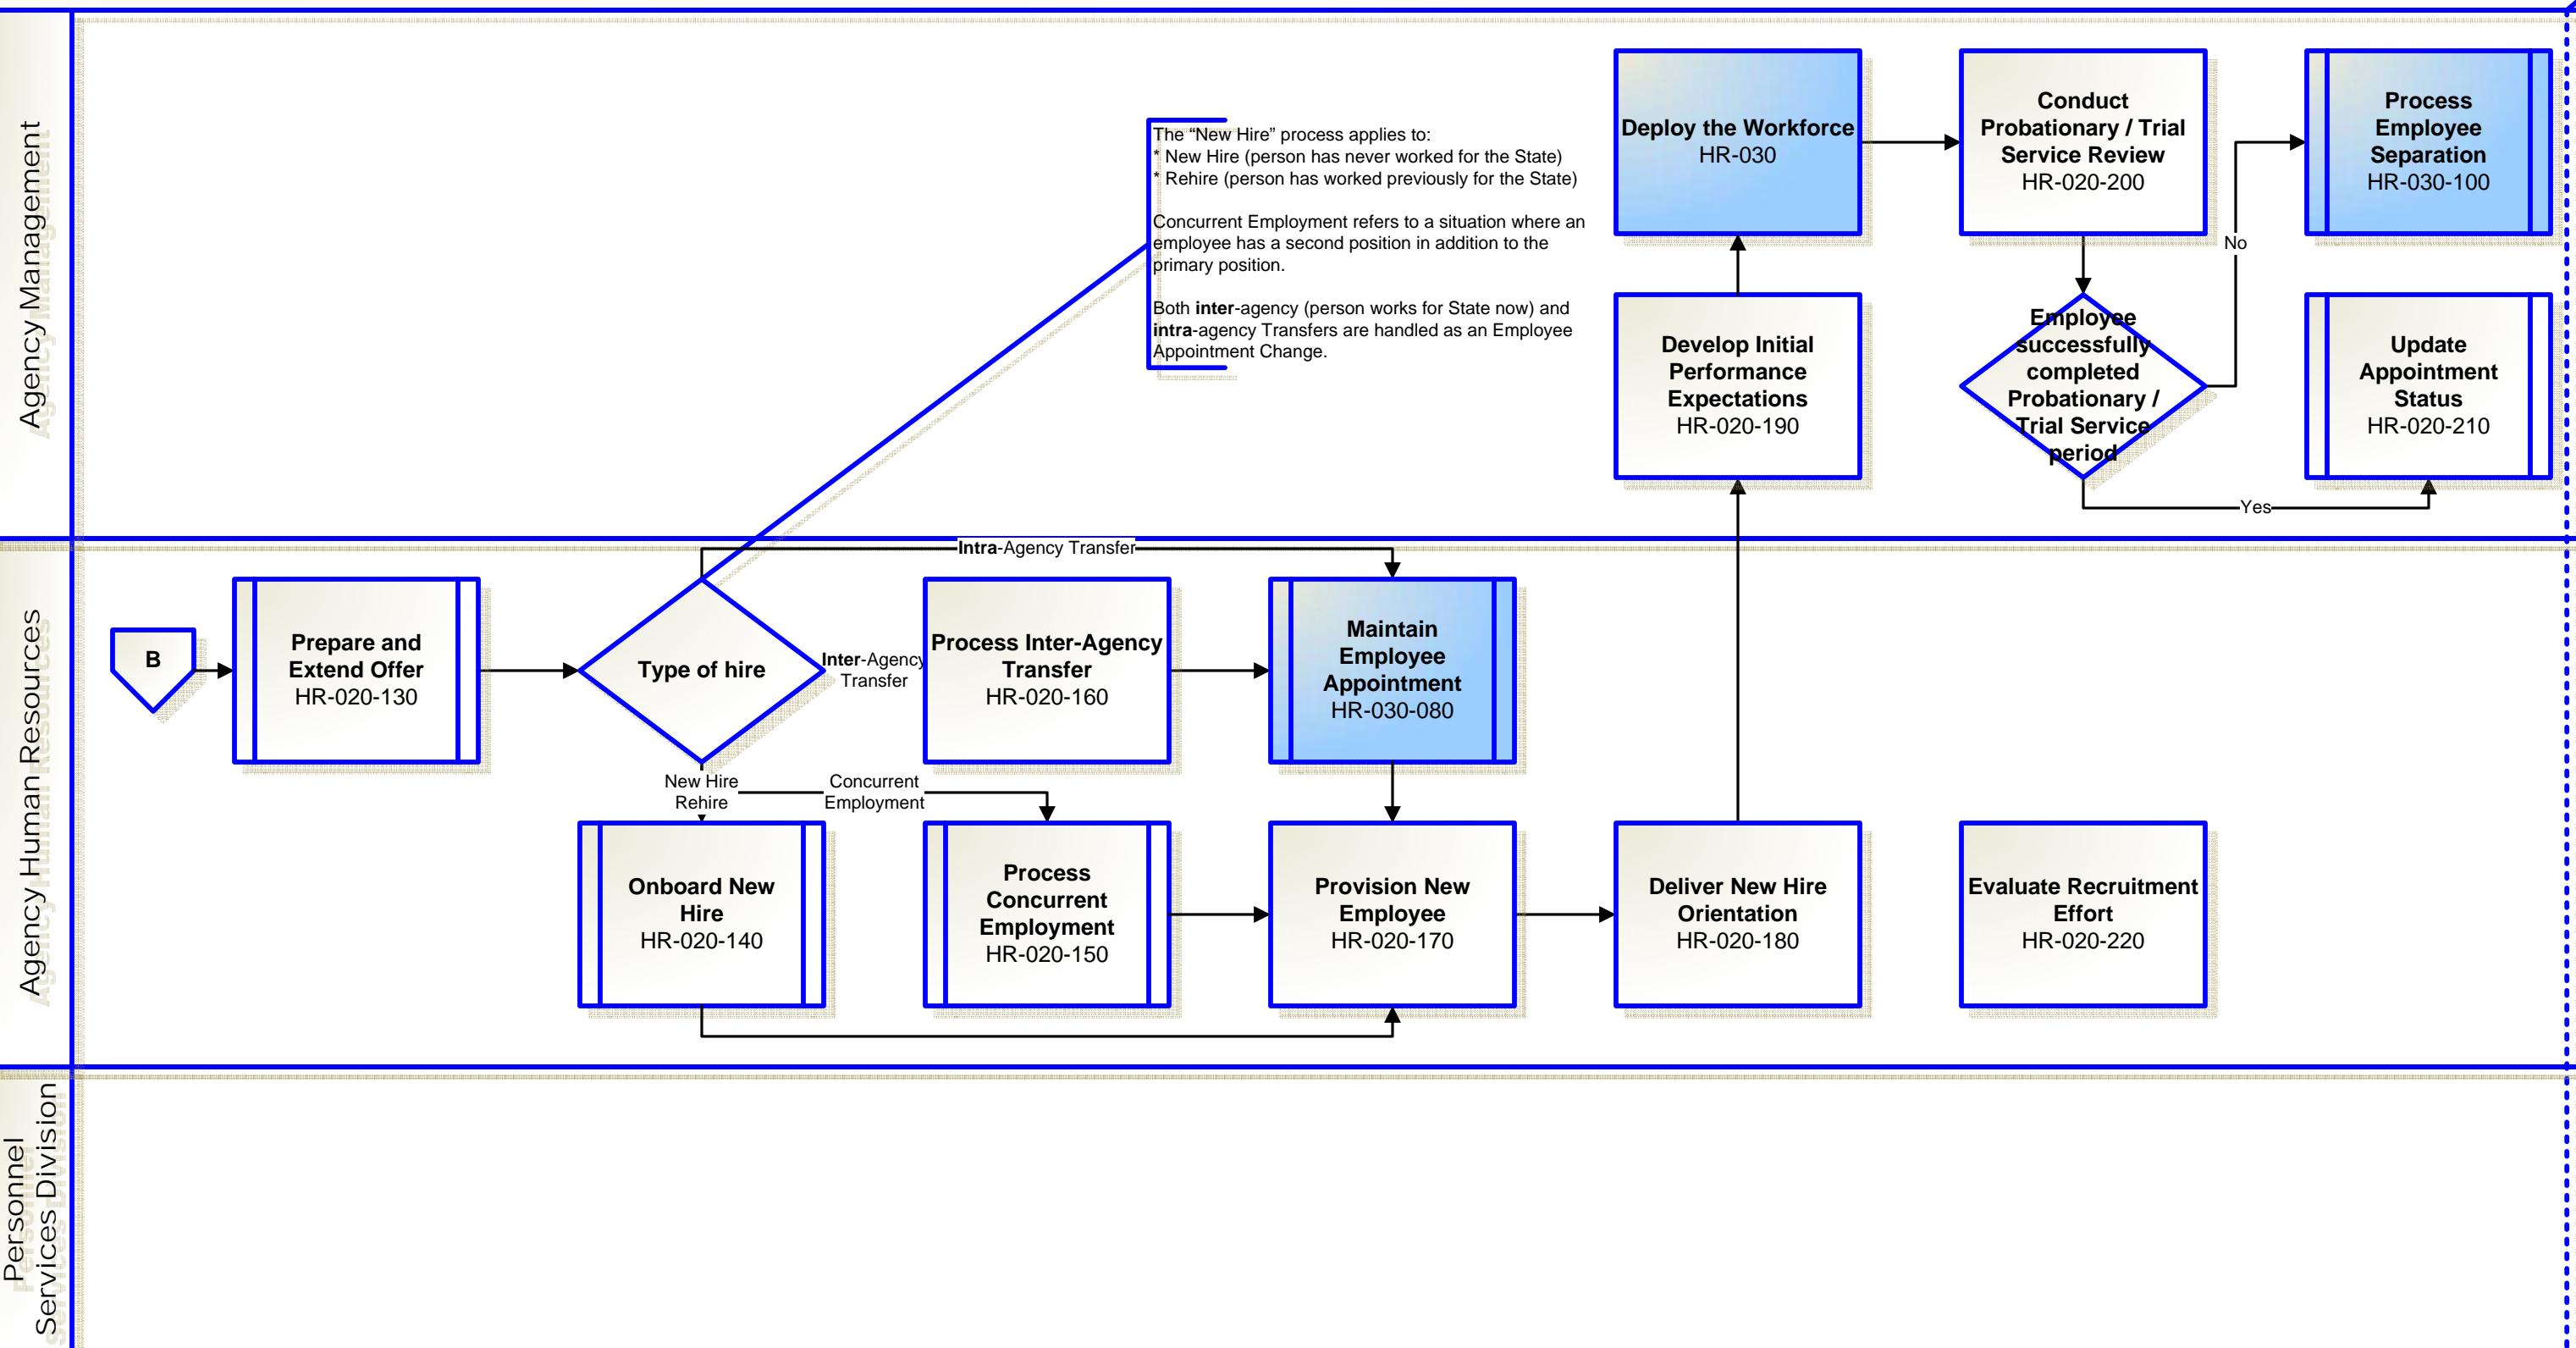 Agency Management
The “New Hire” process applies to:
* New Hire (person has never worked for the State)
* Rehire (person has worked previously for the State)
Concurrent Employment refers to a situation where an
employee has a second position in addition to the
primary position.
Both inter-agency (person works for State now) and
intra-agency Transfers are handled as an Employee
Appointment Change.
Deploy the Workforce
HR-030
Conduct
Probationary / Trial
Service Review
HR-020-200
Process
Employee
Separation
HR-030-100
No
Develop Initial
Performance
Expectations
HR-020-190
Employee
successfully
completed
Probationary /
Trial Service
period
Update
Appointment
Status
HR-020-210
Yes
Agency Human Resources
Intra-Agency Transfer
B
Prepare and
Extend Offer
HR-020-130
Type of hire
Inter-Agency
Transfer
Process Inter-Agency
Transfer
HR-020-160
Maintain
Employee
Appointment
HR-030-080
New Hire
Rehire
Concurrent
Employment
Onboard New
Hire
HR-020-140
Process
Concurrent
Employment
HR-020-150
Provision New
Employee
HR-020-170
Deliver New Hire
Orientation
HR-020-180
Evaluate Recruitment
Effort
HR-020-220
Personnel
Services Division